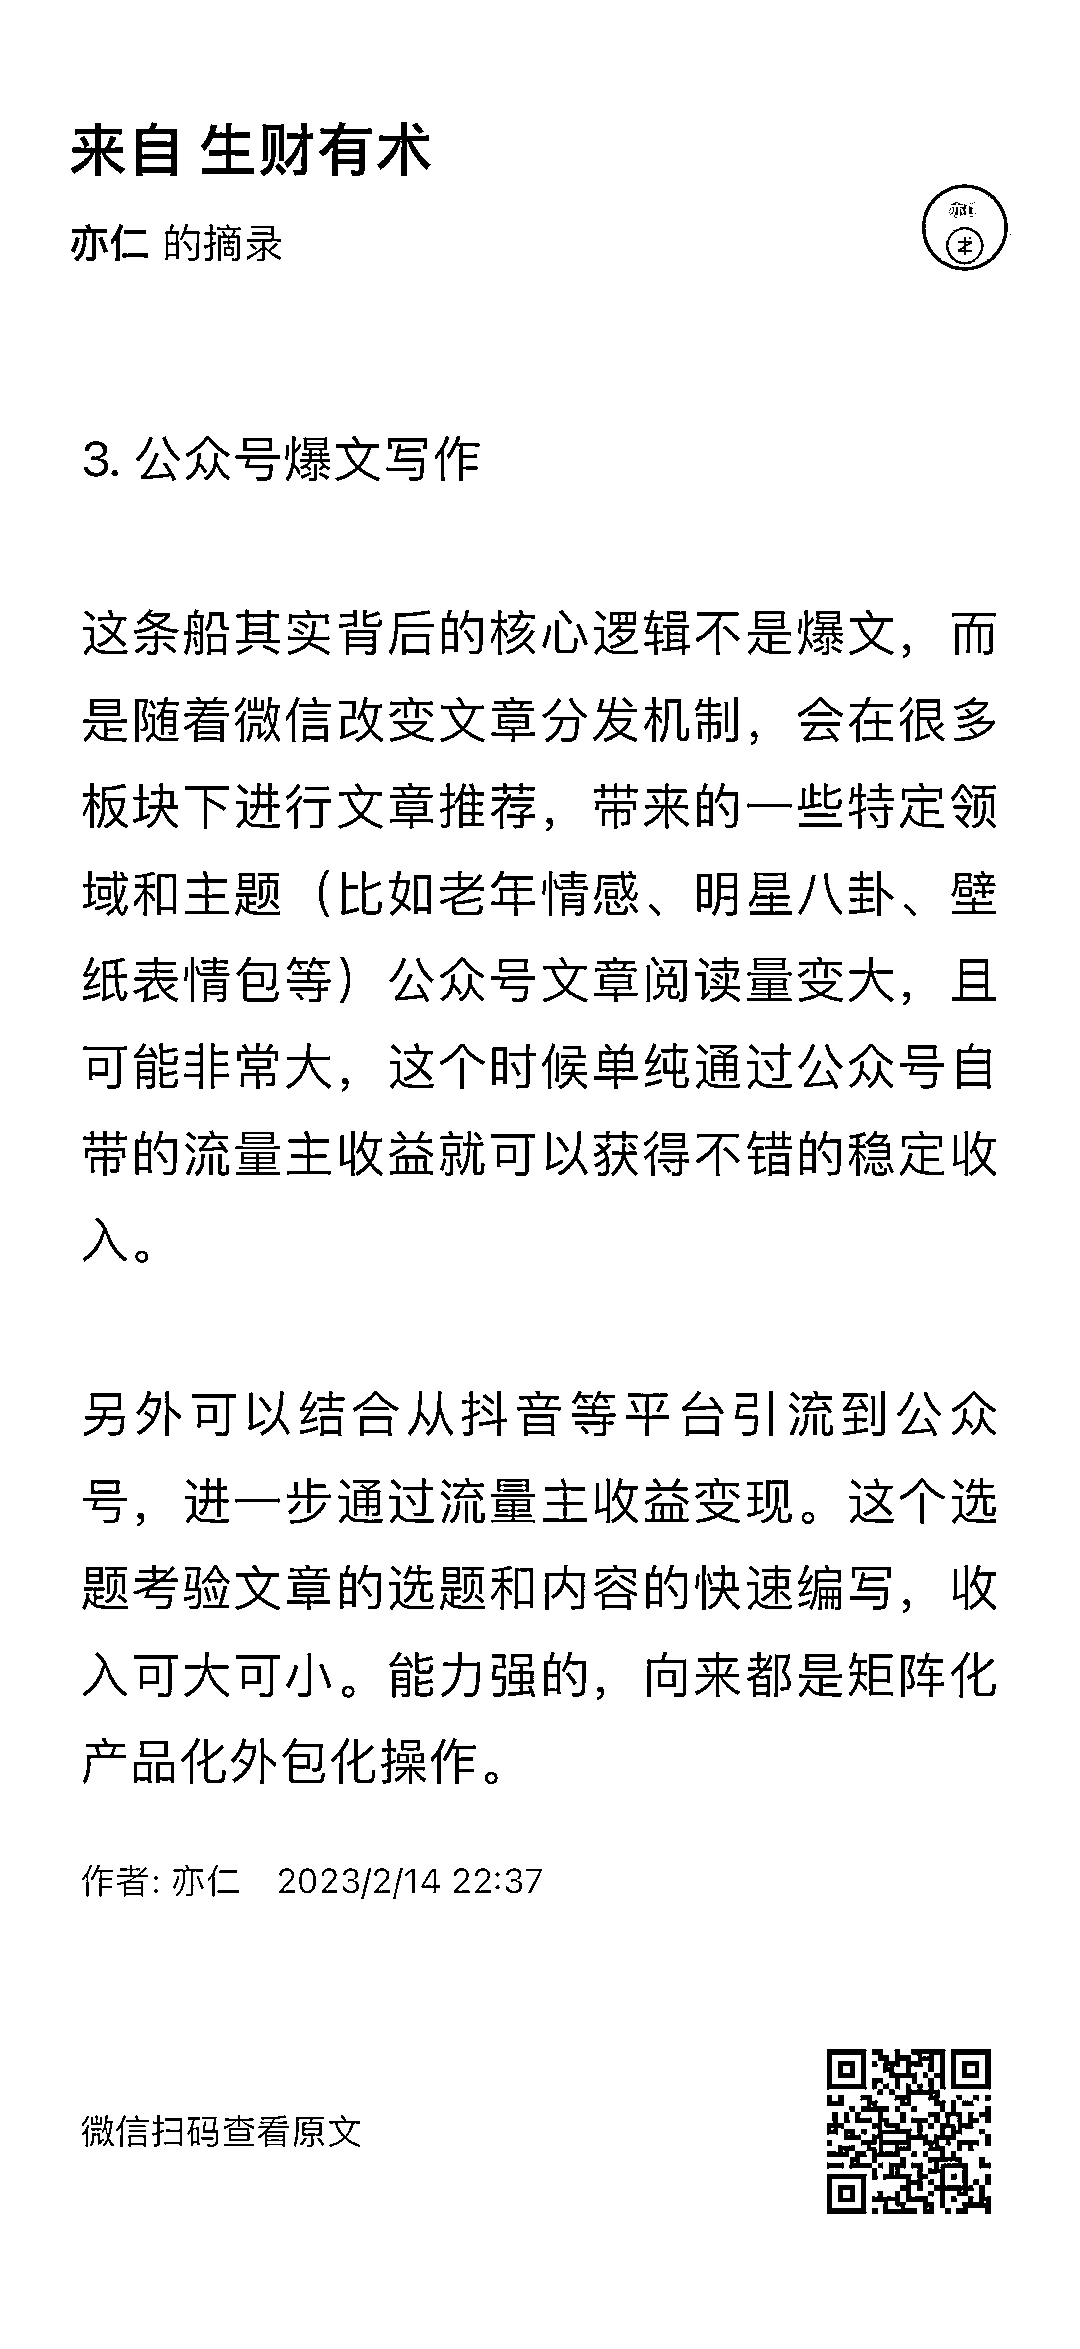 来自 生财有术
亦仁 的摘录
亦仁
3. 公众号爆文写作
这条船其实背后的核心逻辑不是爆文，而
是随着微信改变文章分发机制，会在很多
板块下进行文章推荐，带来的一些特定领
域和主题（比如老年情感、明星八卦、壁
纸表情包等）公众号文章阅读量变大，且
可能非常大，这个时候单纯通过公众号自
带的流量主收益就可以获得不错的稳定收
入。
另外可以结合从抖音等平台引流到公众
号，进一步通过流量主收益变现。这个选
题考验文章的选题和内容的快速编写，收
入可大可小。能力强的，向来都是矩阵化
产品化外包化操作。
作者: 亦仁 2023/2/14 22:37
微信扫码查看原文